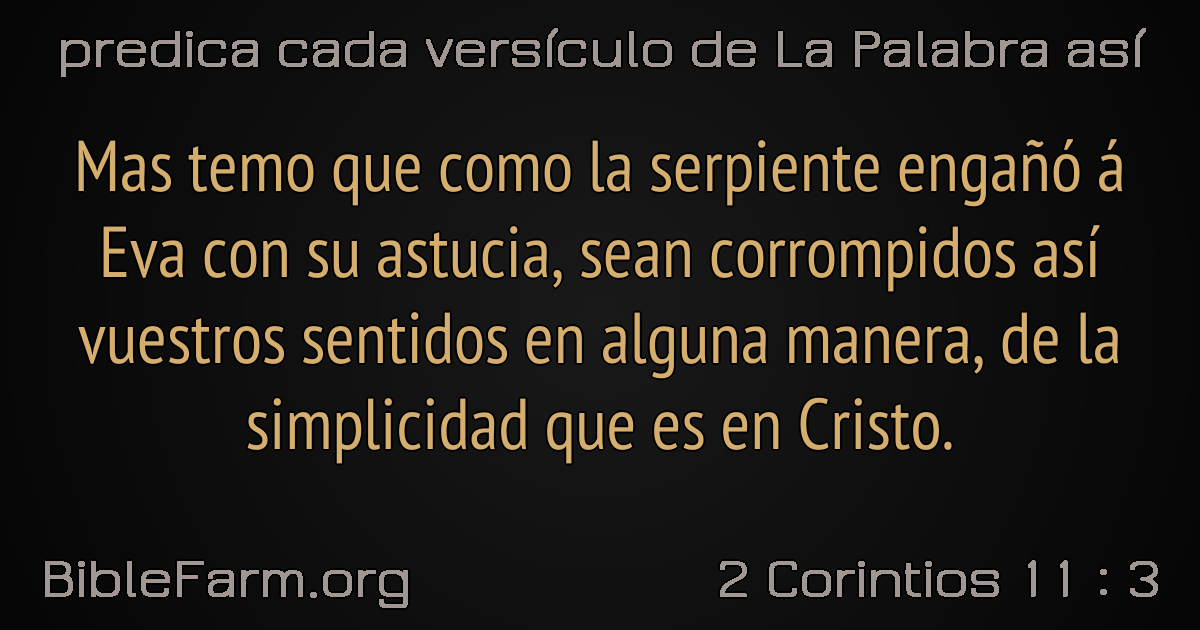 predica cada versículo de La Palabra así
Mas temo que como la serpiente engañó á
Eva con su astucia, sean corrompidos así
vuestros sentidos en alguna manera, de la
simplicidad que es en Cristo.
BibleFarm.org
2 Corintios 11 : 3